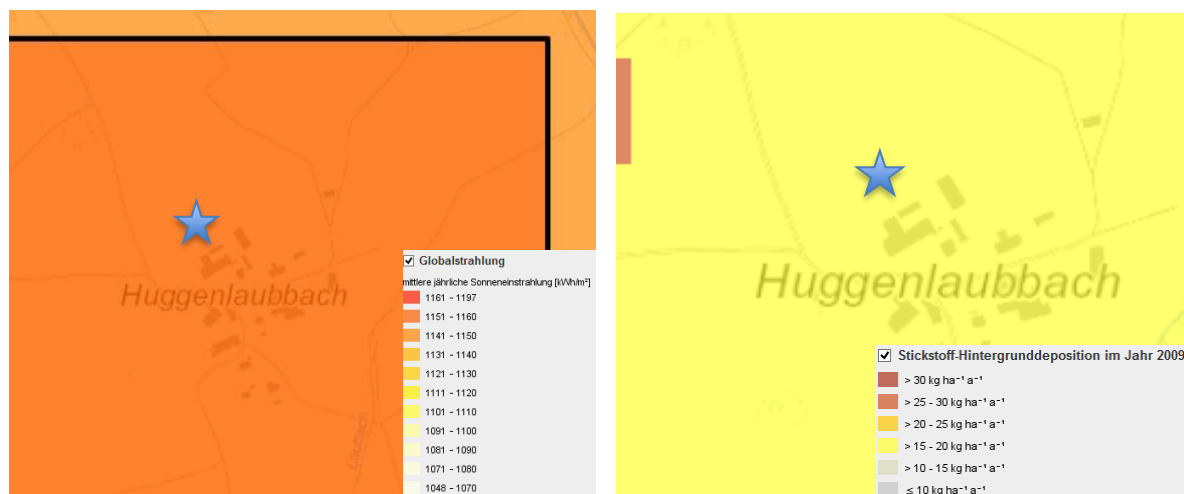 Huggenlaubbach
Laubach
Globalstrahlung
mittlere jährliche Sonneneinstrahlung [kWh/m²]
1161 - 1197
1151 - 1160
1141 - 1150
1131 - 1140
1121 - 1130
1111 - 1120
1101 - 1110
1091 - 1100
1081 - 1090
1071 - 1080
1048 - 1070
Huggenlaubbach
Stickstoff-Hintergrunddeposition im Jahr 2009
> 30 kg ha⁻¹ a⁻¹
> 25 - 30 kg ha⁻¹ a⁻¹
> 20 - 25 kg ha⁻¹ a⁻¹
> 15 - 20 kg ha⁻¹ a⁻¹
> 10 - 15 kg ha⁻¹ a⁻¹
≤ 10 kg ha⁻¹ a⁻¹